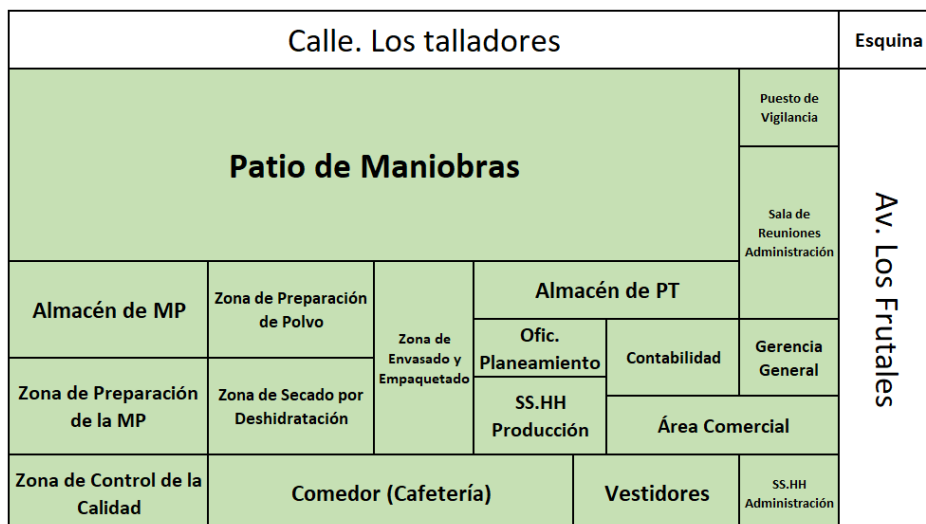 Calle. Los talladores
Esquina
Patio de Maniobras
Puesto de
Vigilancia
Sala de
Reuniones
Administración
Av. Los Frutales
Almacén de MP
Zona de Preparación
de Polvo
Zona de
Envasado y
Empaquetado
Almacén de PT
Ofic.
Planeamiento
Contabilidad
Gerencia
General
Zona de Preparación
de la MP
Zona de Secado por
Deshidratación
SS.HH
Producción
Área Comercial
Zona de Control de la
Calidad
Comedor (Cafetería)
Vestidores
SS.HH
Administración